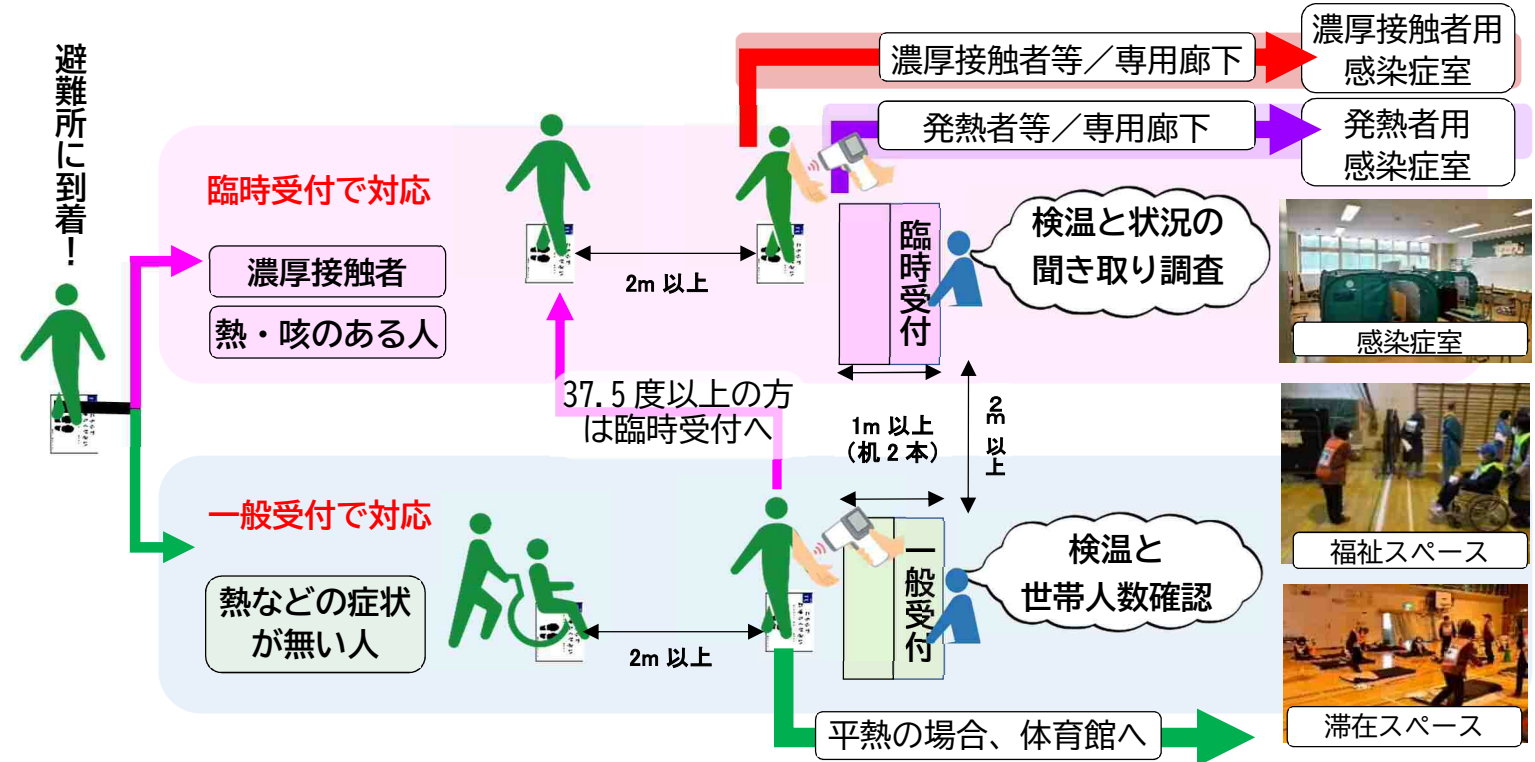 避難所に到着！
濃厚接触者等／専用廊下
濃厚接触者用
感染症室
発熱者等／専用廊下
発熱者用
感染症室
臨時受付で対応
濃厚接触者
熱・咳のある人
2m 以上
臨時受付
検温と状況の
聞き取り調査
感染症室
37.5 度以上の方
は臨時受付へ
1m 以上
（机 2 本）
2m 以上
一般受付で対応
熱などの症状
が無い人
2m 以上
一般受付
検温と
世帯人数確認
福祉スペース
滞在スペース
平熱の場合、体育館へ